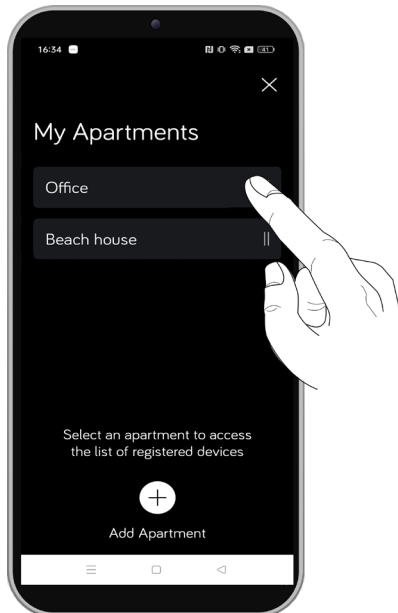 16:34
41
My Apartments
Office
Beach house
Select an apartment to access
the list of registered devices
Add Apartment